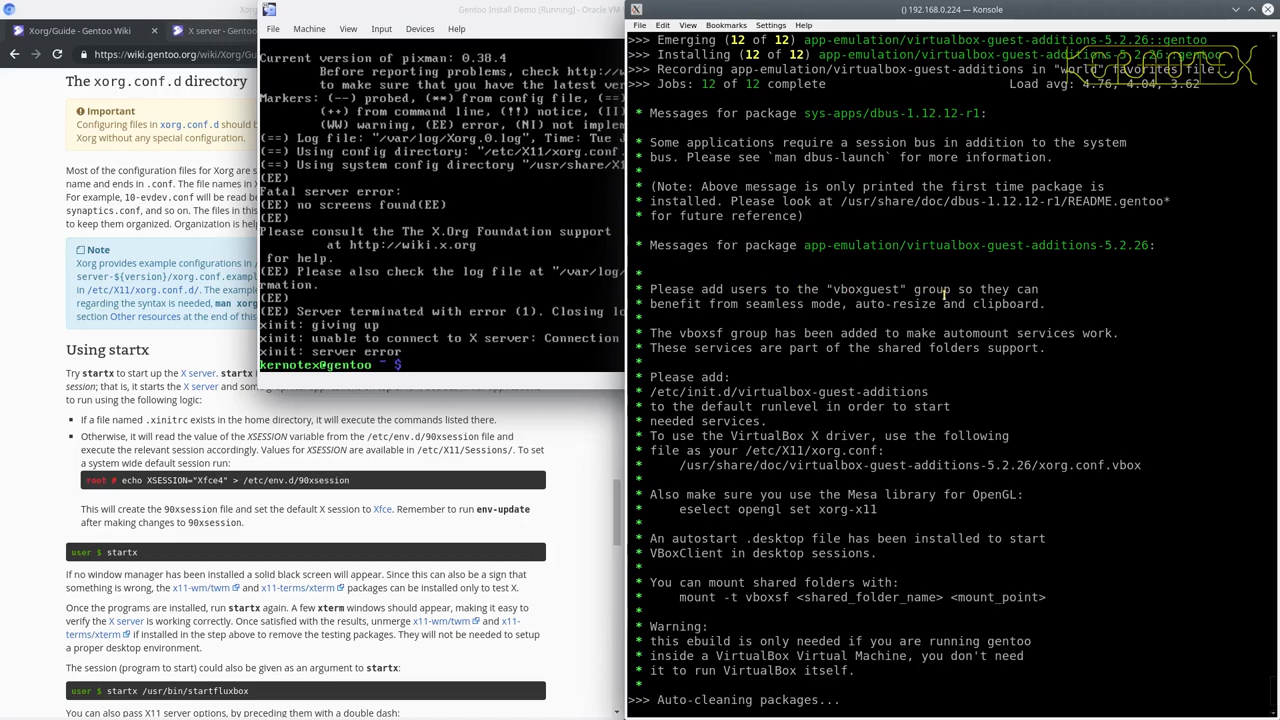 Xorg/Guide - Gentoo Wiki
X server - Gentoo
https://wiki.gentoo.org/wiki/Xorg/Gu
The xorg.conf.d directory
Important
Configuring files in xorg.conf.d should b
Xorg without any special configuration.
Most of the configuration files for Xorg are s
name and ends in .conf. The file names in
For example, 10-evdev.conf will be read be
synaptics.conf, and so on. The files in this
to keep them organized. Organization is help
Note
Xorg provides example configurations in
server-${version}/xorg.conf.example
in /etc/X11/xorg.conf.d/. The example
regarding the syntax is needed, man xorg
section Other resources at the end of this
Using startx
Try startx to start up the X server. startx
session; that is, it starts the X server and some
to run using the following logic:
If a file named .xinitrc exists in the home directory, it will execute the commands listed there.
Otherwise, it will read the value of the XSESSION variable from the /etc/env.d/90xsession file and
execute the relevant session accordingly. Values for XSESSION are available in /etc/X11/Sessions/. To set
a system wide default session run:
root # echo XSESSION="Xfce4" > /etc/env.d/90xsession
This will create the 90xsession file and set the default X session to Xfce. Remember to run env-update
after making changes to 90xsession.
user $ startx
If no window manager has been installed a solid black screen will appear. Since this can also be a sign that
something is wrong, the x11-wm/twm and x11-terms/xterm packages can be installed only to test X.
Once the programs are installed, run startx again. A few xterm windows should appear, making it easy to
verify the X server is working correctly. Once satisfied with the results, unmerge x11-wm/twm and x11-
terms/xterm if installed in the step above to remove the testing packages. They will not be needed to setup
a proper desktop environment.
The session (program to start) could also be given as an argument to startx:
user $ startx /usr/bin/startfluxbox
You can also pass X11 server options, by preceding them with a double dash:
Gentoo Install Demo [Running] - Oracle VM
File Machine View Input Devices Help
Current version of pixman: 0.38.4
Before reporting problems, check http://w
to make sure that you have the latest ver
Markers: (--) probed, (**) from config file, (==)
(++) from command line, (!!) notice, (II)
(WW) warning, (EE) error, (NI) not implem
(==) Log file: "/var/log/Xorg.0.log", Time: Tue J
(==) Using config directory: "/etc/X11/xorg.conf.
(==) Using system config directory "/usr/share/X1
(EE)
Fatal server error:
(EE) no screens found(EE)
(EE)
Please consult the The X.Org Foundation support
at http://wiki.x.org
for help.
(EE) Please also check the log file at "/var/log/
rmation.
(EE)
(EE) Server terminated with error (1). Closing lo
xinit: giving up
xinit: unable to connect to X server: Connection
xinit: server error
kernotex@gentoo ~ $
() 192.168.0.224 — Konsole
File Edit View Bookmarks Settings Help
>>> Emerging (12 of 12) app-emulation/virtualbox-guest-additions-5.2.26::gentoo
>>> Installing (12 of 12) app-emulation/virtualbox-guest-additions-5.2.26::gentoo
>>> Recording app-emulation/virtualbox-guest-additions in "world" favorites file.
>>> Jobs: 12 of 12 complete Load avg: 4.76, 4.04, 3.62
KERNOTEX
* Messages for package sys-apps/dbus-1.12.12-r1:
* Some applications require a session bus in addition to the system
* bus. Please see `man dbus-launch` for more information.
*
* (Note: Above message is only printed the first time package is
* installed. Please look at /usr/share/doc/dbus-1.12.12-r1/README.gentoo*
* for future reference)
* Messages for package app-emulation/virtualbox-guest-additions-5.2.26:
*
* Please add users to the "vboxguest" group so they can
* benefit from seamless mode, auto-resize and clipboard.
*
* The vboxsf group has been added to make automount services work.
* These services are part of the shared folders support.
*
* Please add:
* /etc/init.d/virtualbox-guest-additions
* to the default runlevel in order to start
* needed services.
* To use the VirtualBox X driver, use the following
* file as your /etc/X11/xorg.conf:
* /usr/share/doc/virtualbox-guest-additions-5.2.26/xorg.conf.vbox
*
* Also make sure you use the Mesa library for OpenGL:
* eselect opengl set xorg-x11
*
* An autostart .desktop file has been installed to start
* VBoxClient in desktop sessions.
*
* You can mount shared folders with:
* mount -t vboxsf <shared_folder_name> <mount_point>
*
* Warning:
* this ebuild is only needed if you are running gentoo
* inside a VirtualBox Virtual Machine, you don't need
* it to run VirtualBox itself.
*
>>> Auto-cleaning packages...